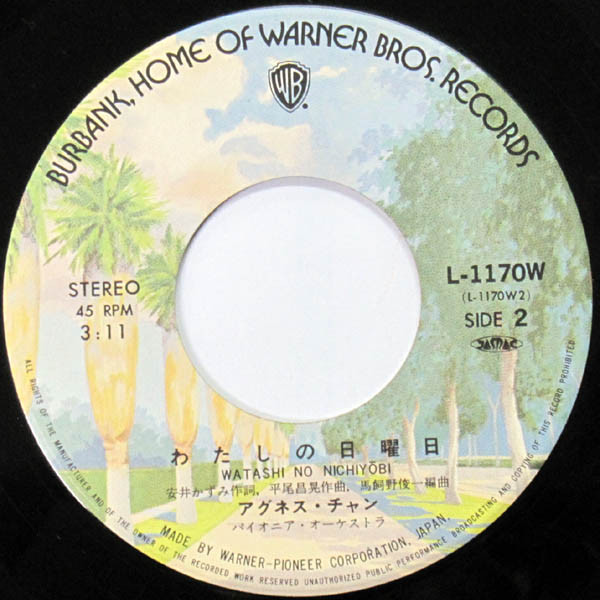 BURBANK, HOME OF WARNER BROS. RECORDS
WB
STEREO
45 RPM
3:11
L-1170W
(L-1170W2)
SIDE 2
JASRAC
わたしの日曜日
WATASHI NO NICHIYŌBI
安井かずみ作詞, 平尾昌晃作曲, 馬飼野俊一編曲
アグネス・チャン
パイオニア・オーケストラ
MADE BY WARNER-PIONEER CORPORATION, JAPAN.
ALL RIGHTS OF THE MANUFACTURER AND OF THE OWNER OF THE RECORDED WORK RESERVED UNAUTHORIZED PUBLIC PERFORMANCE BROADCASTING AND COPYING OF THIS RECORD PROHIBITED.